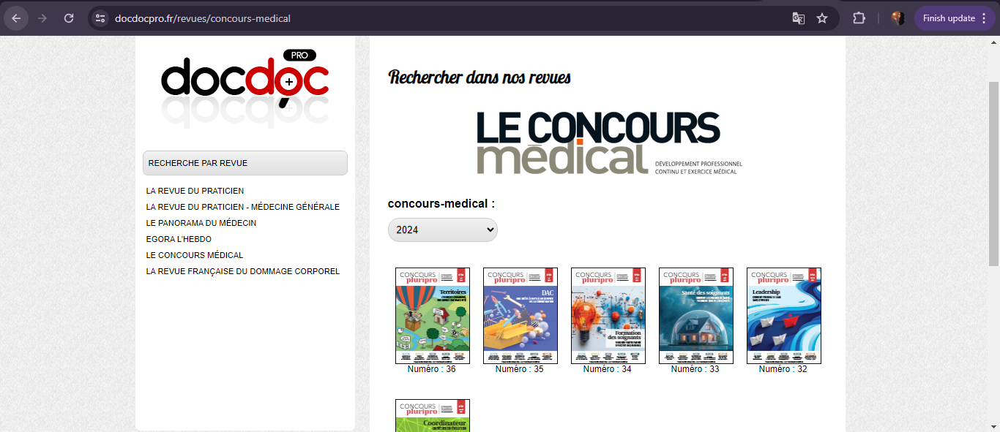 docdocpro.fr/revues/concours-medical
Finish update
PRO
docdoc
RECHERCHE PAR REVUE
LA REVUE DU PRATICIEN
LA REVUE DU PRATICIEN - MÉDECINE GÉNÉRALE
LE PANORAMA DU MÉDECIN
EGORA L'HEBDO
LE CONCOURS MÉDICAL
LA REVUE FRANÇAISE DU DOMMAGE CORPOREL
Rechercher dans nos revues
LE CONCOURS
médical
DÉVELOPPEMENT PROFESSIONNEL
CONTINU ET EXERCICE MÉDICAL
concours-medical :
2024
CONCOURS
pluripro
Territoires
Numéro : 36
CONCOURS
pluripro
DAC
Numéro : 35
CONCOURS
pluripro
Formation
des soignants
Numéro : 34
CONCOURS
pluripro
Santé des soignants
Numéro : 33
CONCOURS
pluripro
Leadership
Numéro : 32
CONCOURS
pluripro
Coordinateur